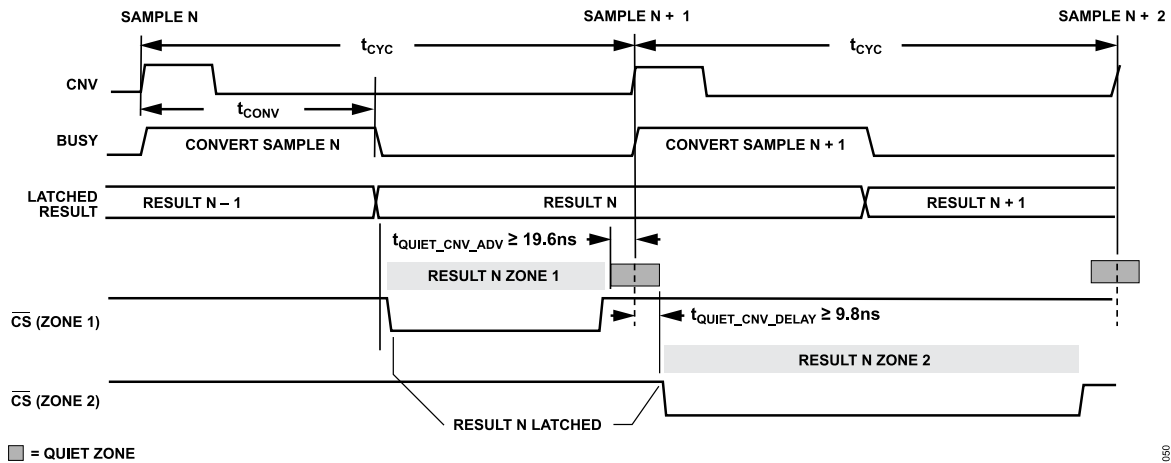 SAMPLE N
SAMPLE N + 1
SAMPLE N + 2
tCYC
tCYC
CNV
tCONV
BUSY
CONVERT SAMPLE N
CONVERT SAMPLE N + 1
LATCHED
RESULT
RESULT N – 1
RESULT N
RESULT N + 1
tQUIET_CNV_ADV ≥ 19.6ns
RESULT N ZONE 1
CS (ZONE 1)
tQUIET_CNV_DELAY ≥ 9.8ns
RESULT N ZONE 2
CS (ZONE 2)
RESULT N LATCHED
= QUIET ZONE
050